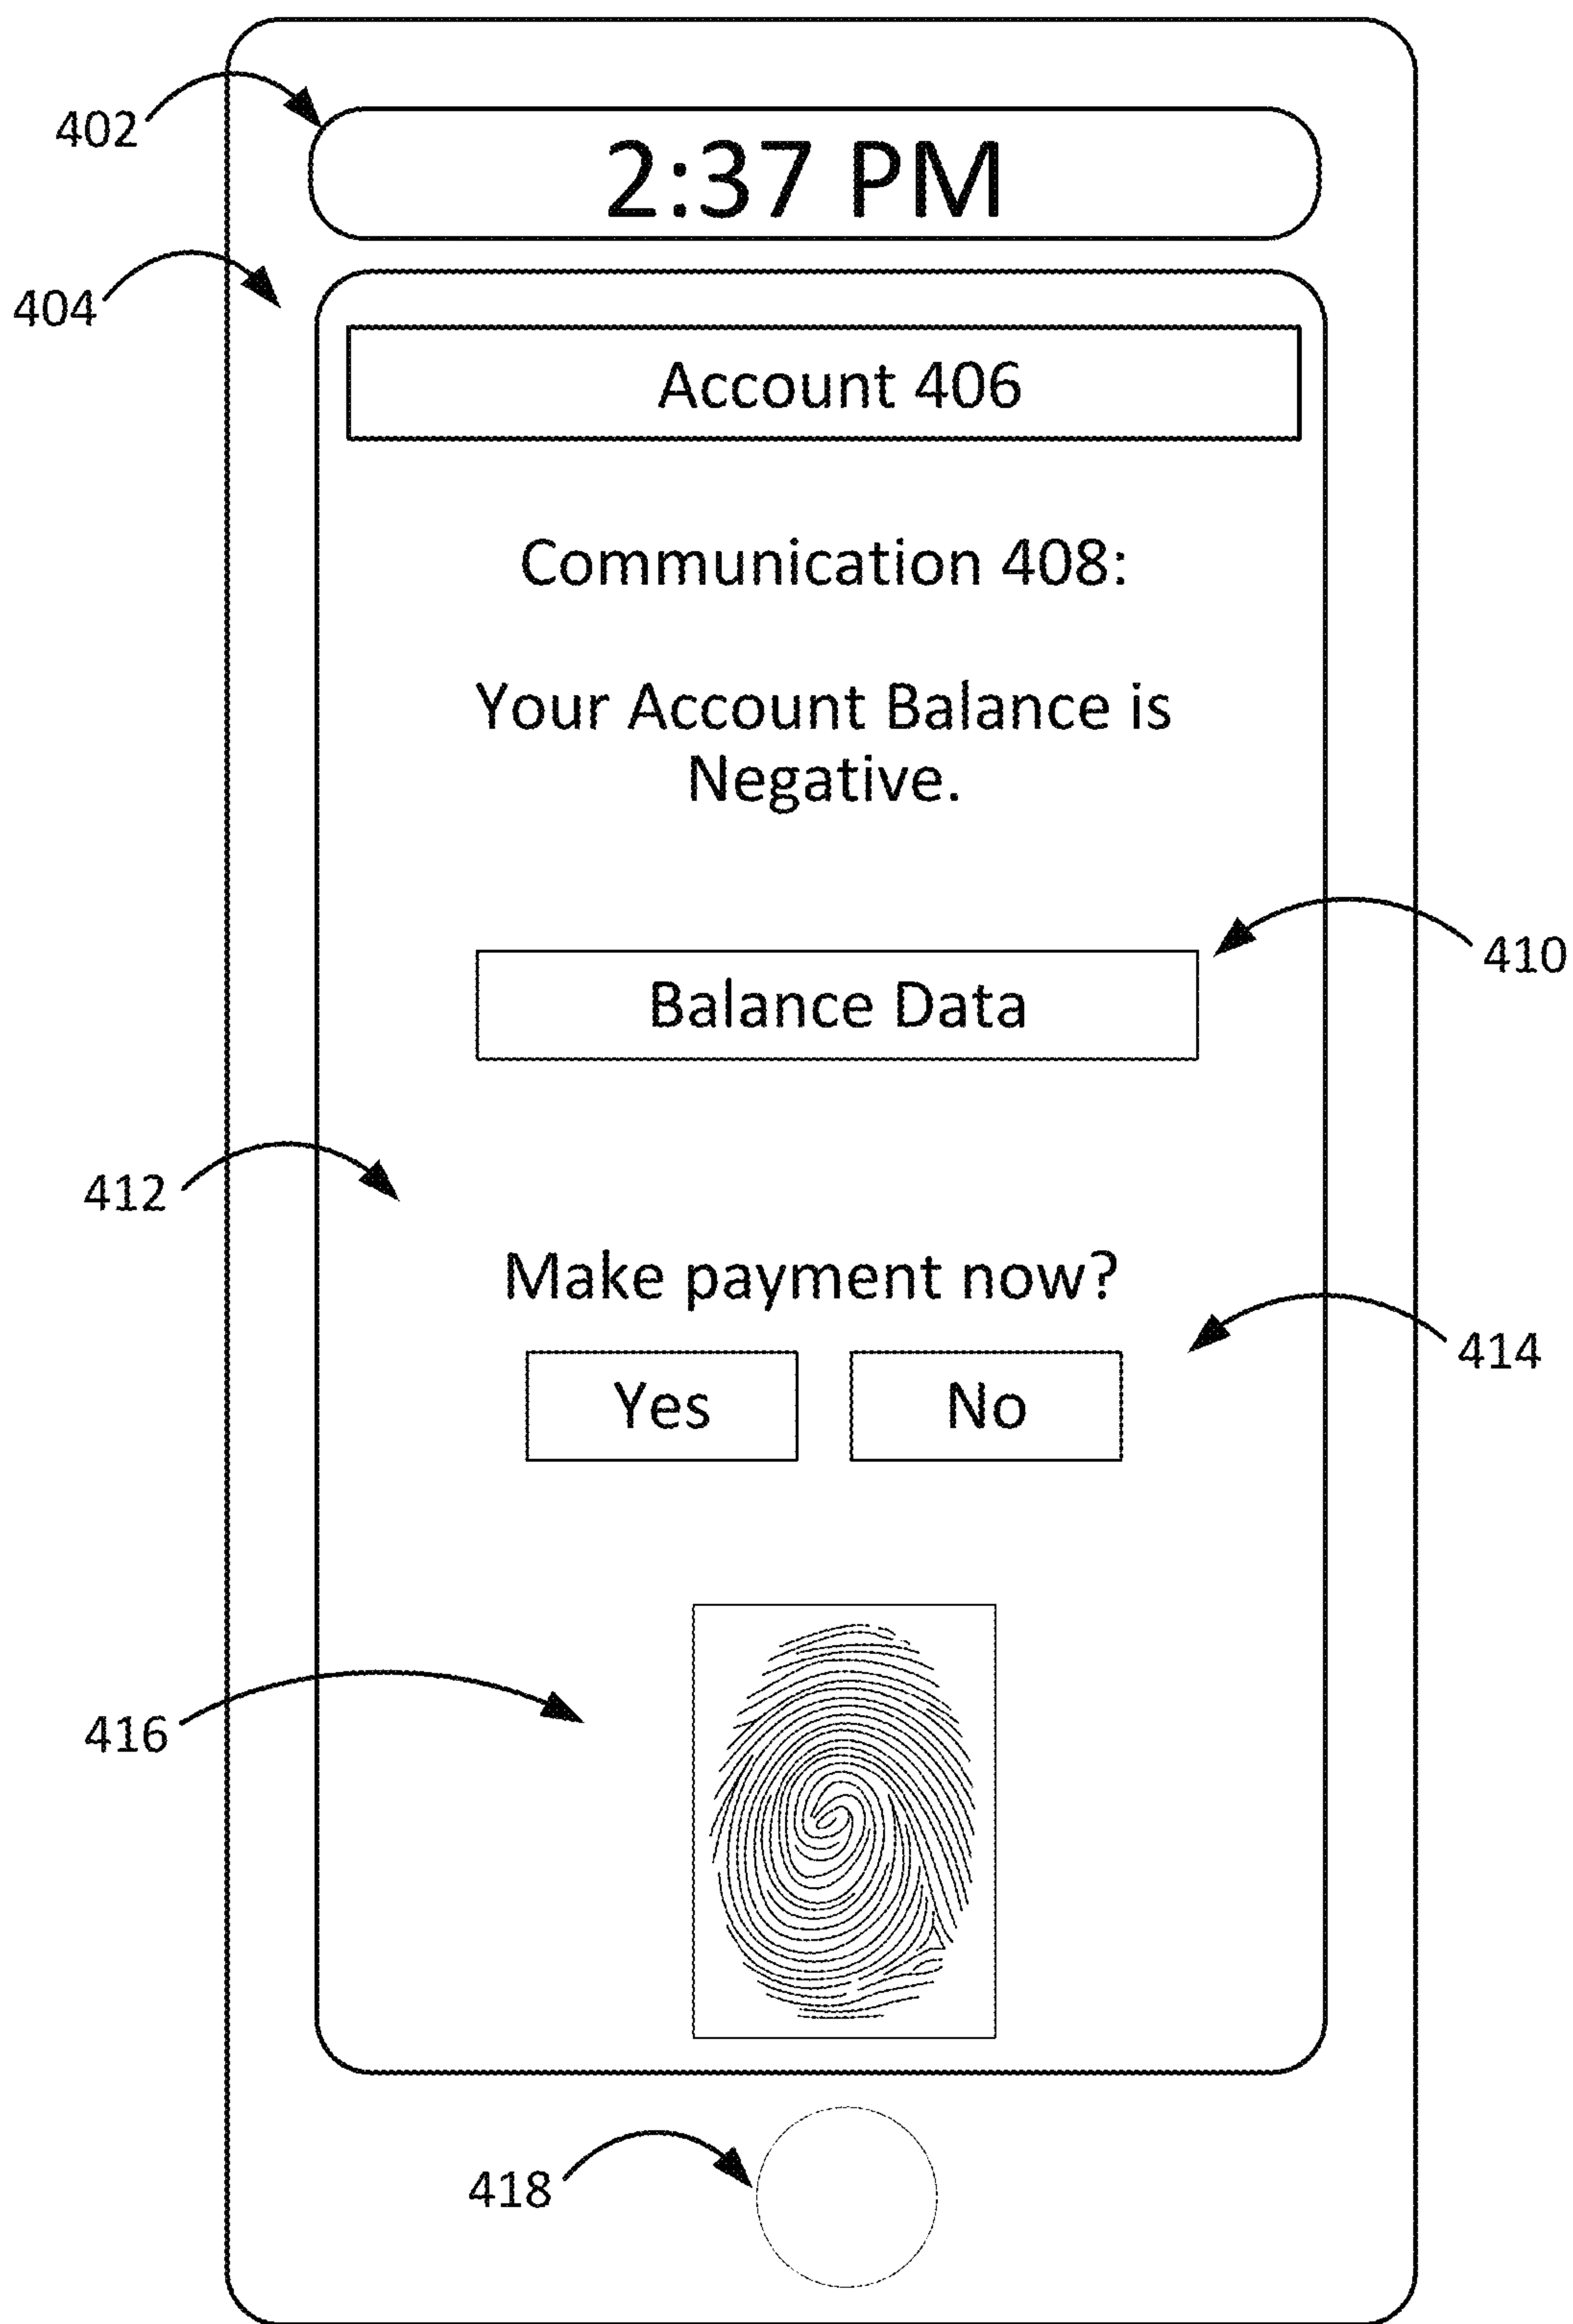 402
2:37 PM
404
Account 406
Communication 408:
Your Account Balance is
Negative.
410
Balance Data
412
Make payment now?
414
Yes No
416
418